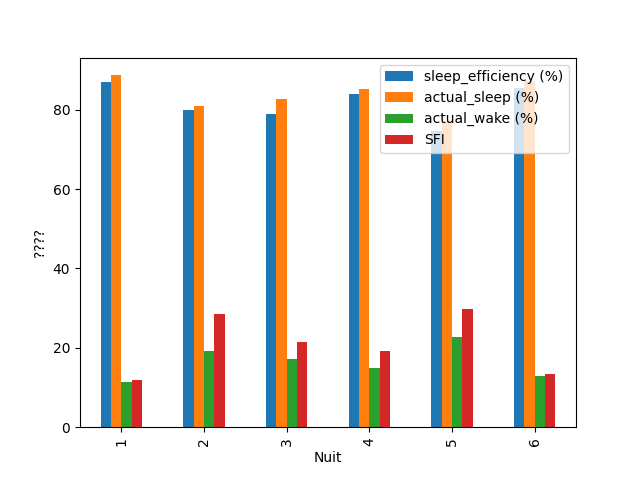 sleep_efficiency (%)
actual_sleep (%)
actual_wake (%)
SFI
80
60
40
20
0
????
1
2
3
4
5
6
Nuit